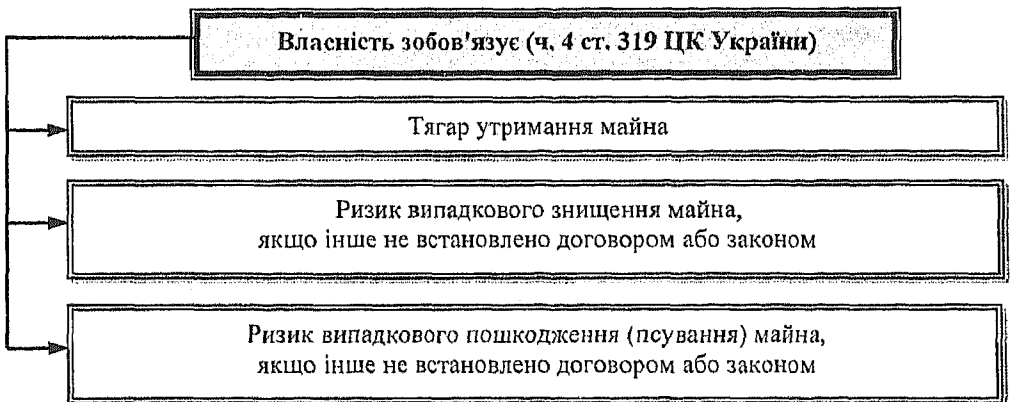 Власність зобов'язує (ч. 4 ст. 319 ЦК України)
Тягар утримання майна
Ризик випадкового знищення майна,
якщо інше не встановлено договором або законом
Ризик випадкового пошкодження (псування) майна,
якщо інше не встановлено договором або законом